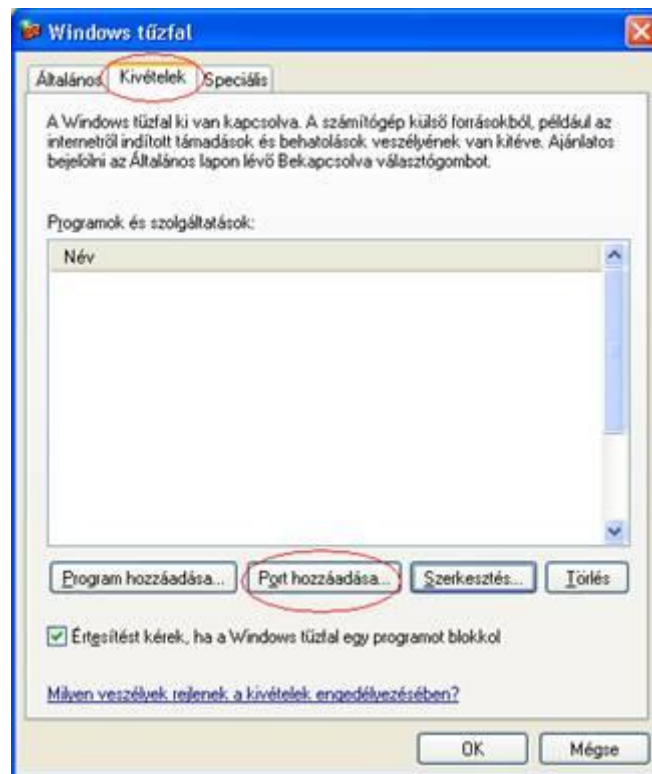 Windows tűzfal
Általános Kivételek Speciális
A Windows tűzfal ki van kapcsolva. A számítógép külső forrásokból, például az
internetről indított támadások és behatolások veszélyének van kitéve. Ajánlatos
bejelölni az Általános lapon lévő Bekapcsolva választógombot.
Programok és szolgáltatások:
Név
Program hozzáadása... Port hozzáadása... Szerkesztés... Törlés
Értesítést kérek, ha a Windows tűzfal egy programot blokkol
Milyen veszélyek rejlenek a kivételek engedélyezésében?
OK Mégse